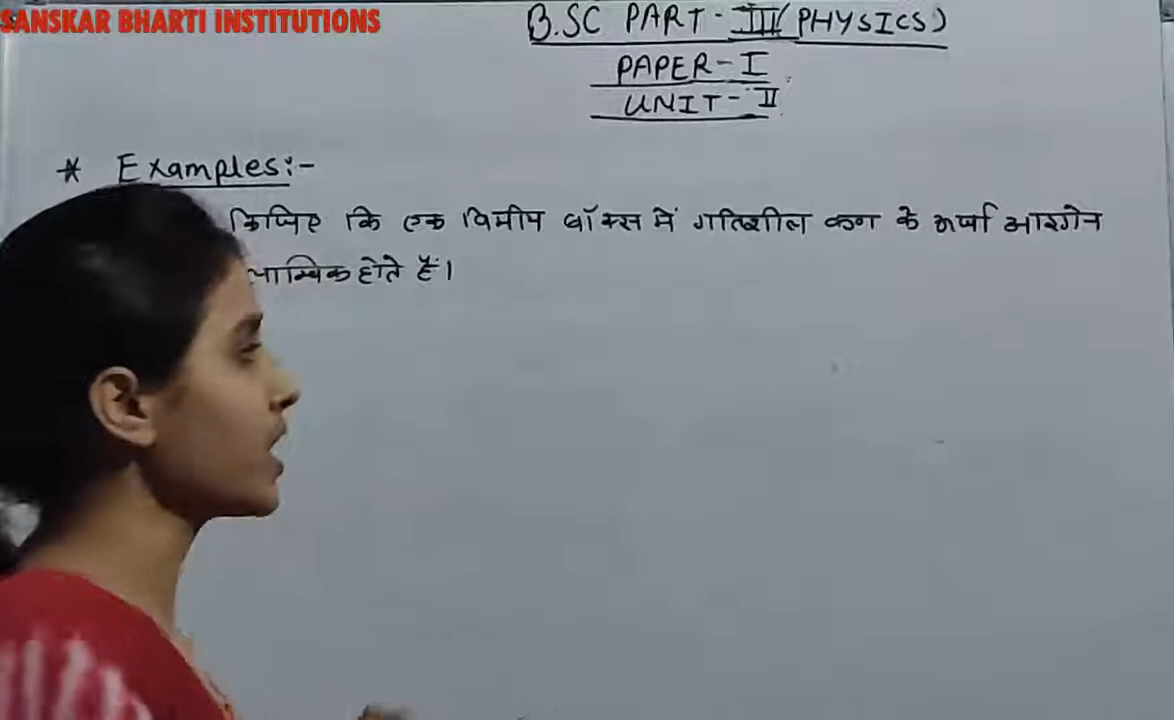 SANSKAR BHARTI INSTITUTIONS
B.SC PART - III (PHYSICS)
PAPER - I
UNIT - II
* Examples:-
कि एक विमीय बॉक्स में गतिशील कण के ऊर्जा आइगेन
होते हैं।